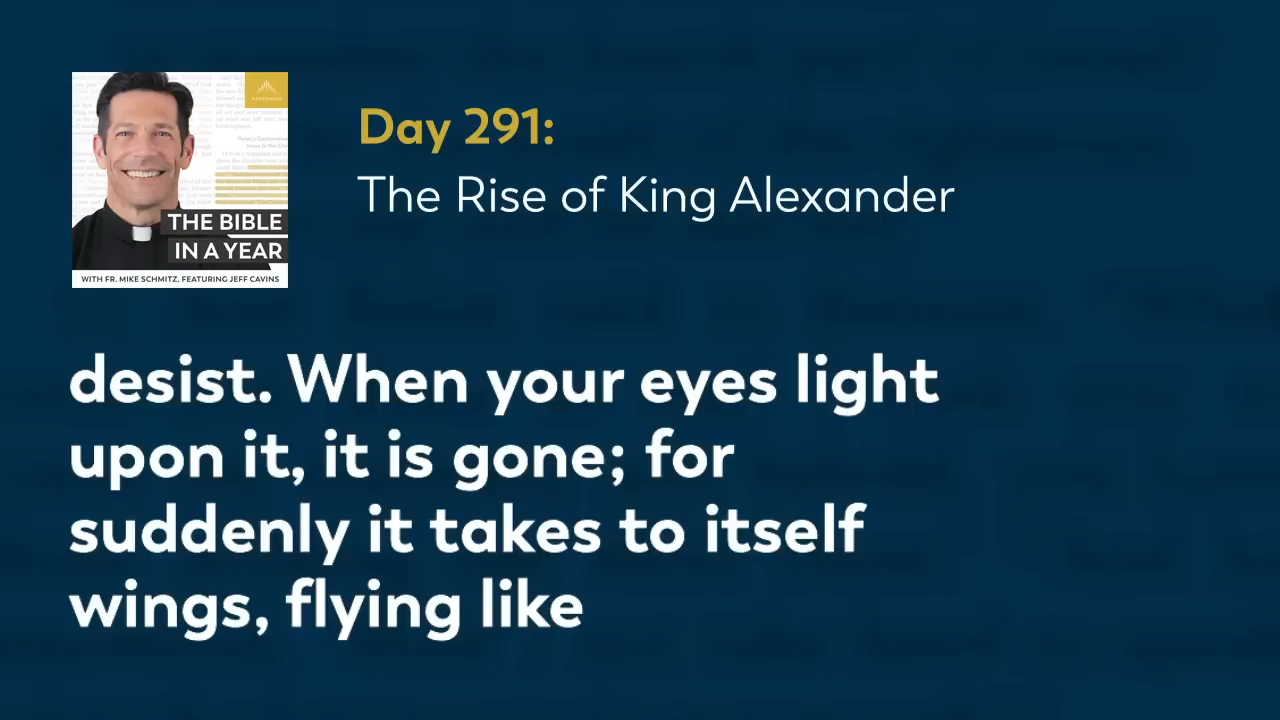 Day 291:
The Rise of King Alexander
THE BIBLE
IN A YEAR
WITH FR. MIKE SCHMITZ, FEATURING JEFF CAVINS
desist. When your eyes light
upon it, it is gone; for
suddenly it takes to itself
wings, flying like